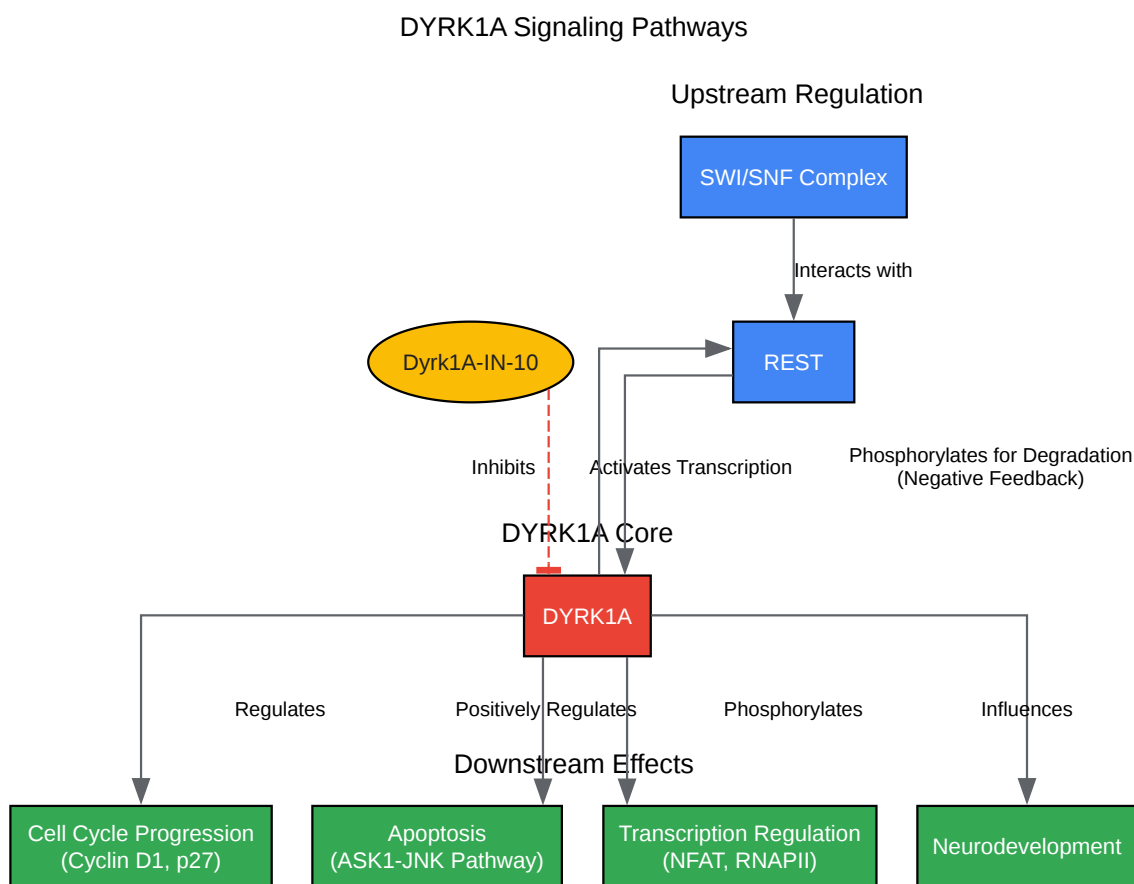 DYRK1A Signaling Pathways
Upstream Regulation
SWI/SNF Complex
Interacts with
Dyrk1A-IN-10
REST
Inhibits
Activates Transcription
Phosphorylates for Degradation
(Negative Feedback)
DYRK1A Core
DYRK1A
Regulates
Positively Regulates
Phosphorylates
Influences
Downstream Effects
Cell Cycle Progression
(Cyclin D1, p27)
Apoptosis
(ASK1-JNK Pathway)
Transcription Regulation
(NFAT, RNAPII)
Neurodevelopment